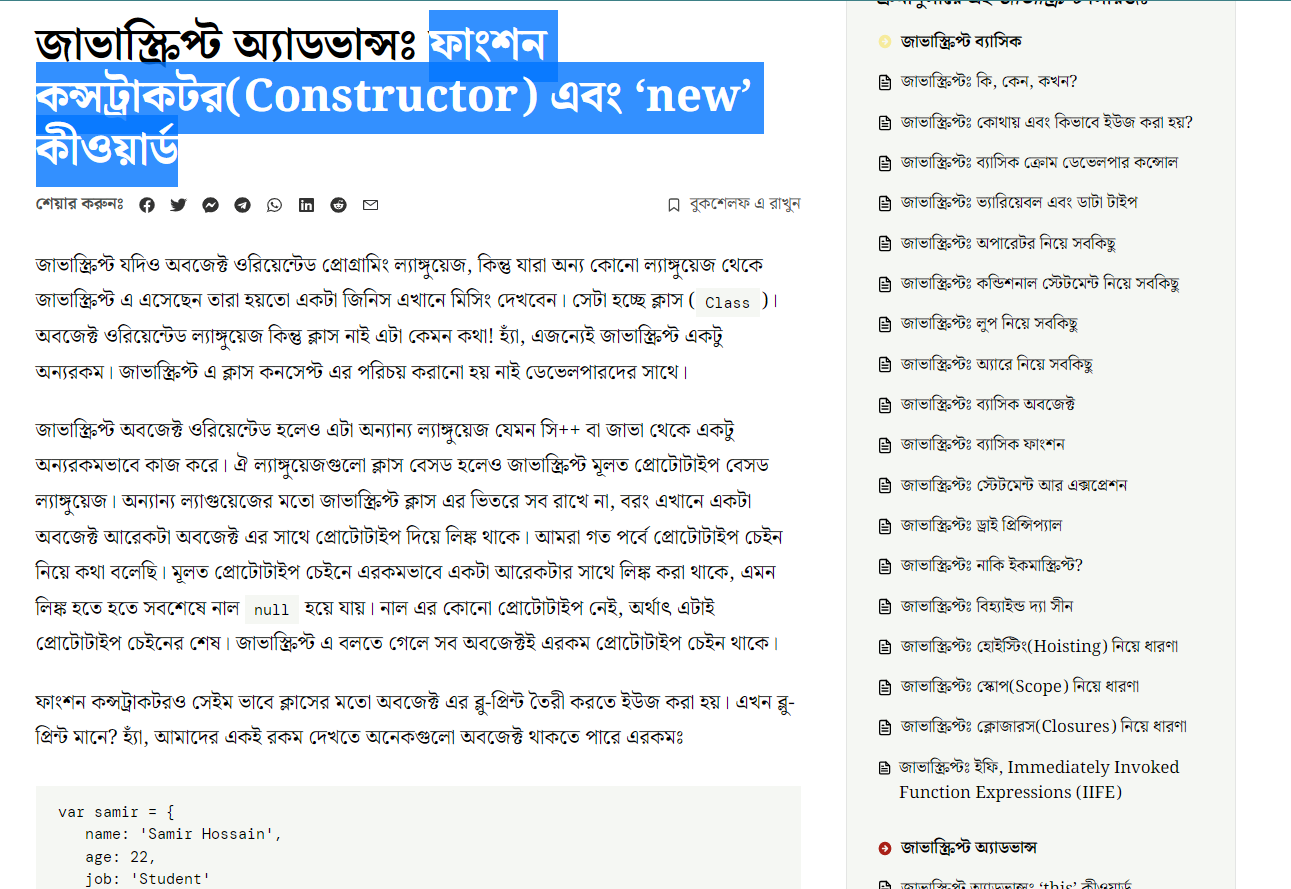 জাভাস্ক্রিপ্ট অ্যাডভান্সঃ ফাংশন
কন্সট্রাকটর(Constructor) এবং ‘new’
কীওয়ার্ড
শেয়ার করুনঃ
বুকশেলফ এ রাখুন
জাভাস্ক্রিপ্ট যদিও অবজেক্ট ওরিয়েন্টেড প্রোগ্রামিং ল্যাঙ্গুয়েজ, কিন্তু যারা অন্য কোনো ল্যাঙ্গুয়েজ থেকে
জাভাস্ক্রিপ্ট এ এসেছেন তারা হয়তো একটা জিনিস এখানে মিসিং দেখবেন। সেটা হচ্ছে ক্লাস ( Class )।
অবজেক্ট ওরিয়েন্টেড ল্যাঙ্গুয়েজ কিন্তু ক্লাস নাই এটা কেমন কথা! হ্যাঁ, এজন্যেই জাভাস্ক্রিপ্ট একটু
অন্যরকম। জাভাস্ক্রিপ্ট এ ক্লাস কনসেপ্ট এর পরিচয় করানো হয় নাই ডেভেলপারদের সাথে।
জাভাস্ক্রিপ্ট অবজেক্ট ওরিয়েন্টেড হলেও এটা অন্যান্য ল্যাঙ্গুয়েজ যেমন সি++ বা জাভা থেকে একটু
অন্যরকমভাবে কাজ করে। ঐ ল্যাঙ্গুয়েজগুলো ক্লাস বেসড হলেও জাভাস্ক্রিপ্ট মূলত প্রোটোটাইপ বেসড
ল্যাঙ্গুয়েজ। অন্যান্য ল্যাগুয়েজের মতো জাভাস্ক্রিপ্ট ক্লাস এর ভিতরে সব রাখে না, বরং এখানে একটা
অবজেক্ট আরেকটা অবজেক্ট এর সাথে প্রোটোটাইপ দিয়ে লিঙ্ক থাকে। আমরা গত পর্বে প্রোটোটাইপ চেইন
নিয়ে কথা বলেছি। মূলত প্রোটোটাইপ চেইনে এরকমভাবে একটা আরেকটার সাথে লিঙ্ক করা থাকে, এমন
লিঙ্ক হতে হতে সবশেষে নাল null হয়ে যায়। নাল এর কোনো প্রোটোটাইপ নেই, অর্থাৎ এটাই
প্রোটোটাইপ চেইনের শেষ। জাভাস্ক্রিপ্ট এ বলতে গেলে সব অবজেক্টই এরকম প্রোটোটাইপ চেইন থাকে।
ফাংশন কন্সট্রাকটরও সেইম ভাবে ক্লাসের মতো অবজেক্ট এর ব্লু-প্রিন্ট তৈরী করতে ইউজ করা হয়। এখন ব্লু-
প্রিন্ট মানে? হ্যাঁ, আমাদের একই রকম দেখতে অনেকগুলো অবজেক্ট থাকতে পারে এরকমঃ
var samir = {
name: 'Samir Hossain',
age: 22,
job: 'Student'
জাভাস্ক্রিপ্ট ব্যাসিক
জাভাস্ক্রিপ্টঃ কি, কেন, কখন?
জাভাস্ক্রিপ্টঃ কোথায় এবং কিভাবে ইউজ করা হয়?
জাভাস্ক্রিপ্টঃ ব্যাসিক ক্রোম ডেভেলপার কন্সোল
জাভাস্ক্রিপ্টঃ ভ্যারিয়েবল এবং ডাটা টাইপ
জাভাস্ক্রিপ্টঃ অপারেটর নিয়ে সবকিছু
জাভাস্ক্রিপ্টঃ কন্ডিশনাল স্টেটমেন্ট নিয়ে সবকিছু
জাভাস্ক্রিপ্টঃ লুপ নিয়ে সবকিছু
জাভাস্ক্রিপ্টঃ অ্যারে নিয়ে সবকিছু
জাভাস্ক্রিপ্টঃ ব্যাসিক অবজেক্ট
জাভাস্ক্রিপ্টঃ ব্যাসিক ফাংশন
জাভাস্ক্রিপ্টঃ স্টেটমেন্ট আর এক্সপ্রেশন
জাভাস্ক্রিপ্টঃ ড্রাই প্রিন্সিপ্যাল
জাভাস্ক্রিপ্টঃ নাকি ইকমাস্ক্রিপ্ট?
জাভাস্ক্রিপ্টঃ বিহ্যাইন্ড দ্যা সীন
জাভাস্ক্রিপ্টঃ হোইস্টিং(Hoisting) নিয়ে ধারণা
জাভাস্ক্রিপ্টঃ স্কোপ(Scope) নিয়ে ধারণা
জাভাস্ক্রিপ্টঃ ক্লোজারস(Closures) নিয়ে ধারণা
জাভাস্ক্রিপ্টঃ ইফি, Immediately Invoked
Function Expressions (IIFE)
জাভাস্ক্রিপ্ট অ্যাডভান্স
জাভাস্ক্রিপ্ট অ্যাডভান্সঃ ‘this’ কীওয়ার্ড